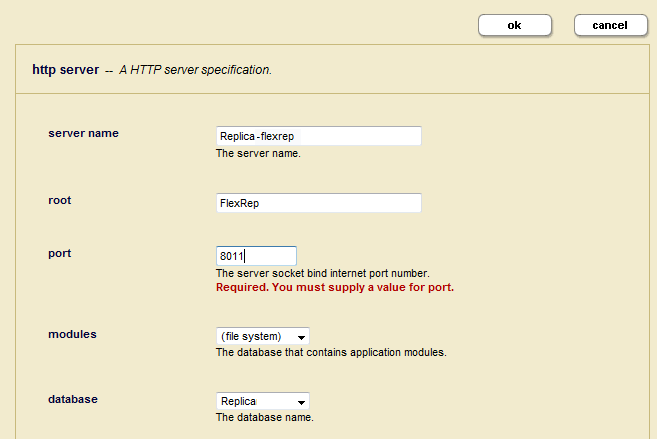 ok cancel
http server -- A HTTP server specification.
server name Replica-flexrep
The server name.
root FlexRep
port 8011
The server socket bind internet port number.
Required. You must supply a value for port.
modules (file system)
The database that contains application modules.
database Replica
The database name.